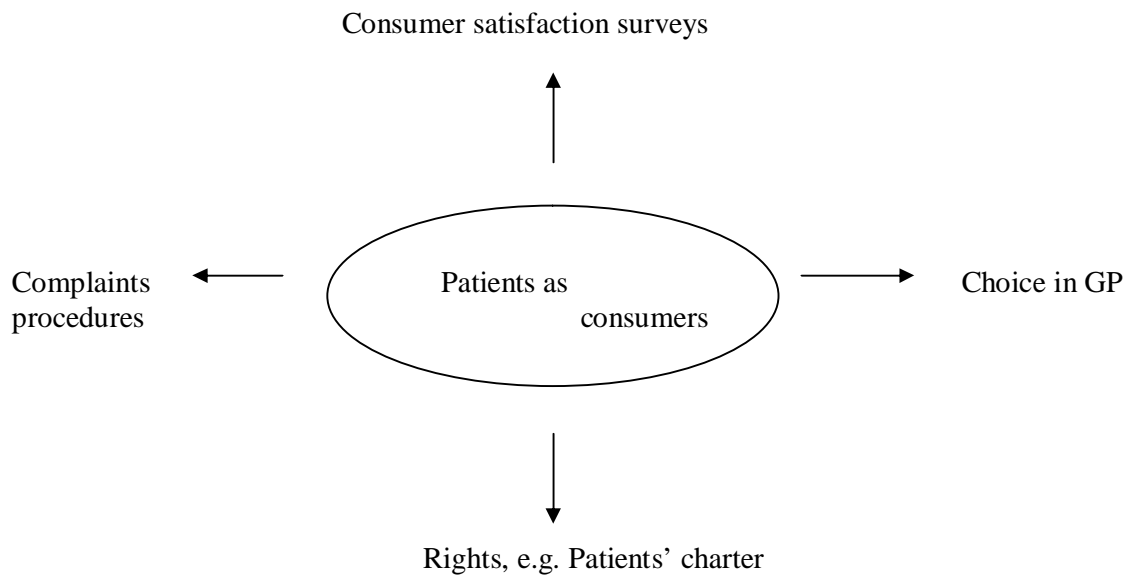 Consumer satisfaction surveys
Complaints
procedures
Patients as
consumers
Choice in GP
Rights, e.g. Patients’ charter